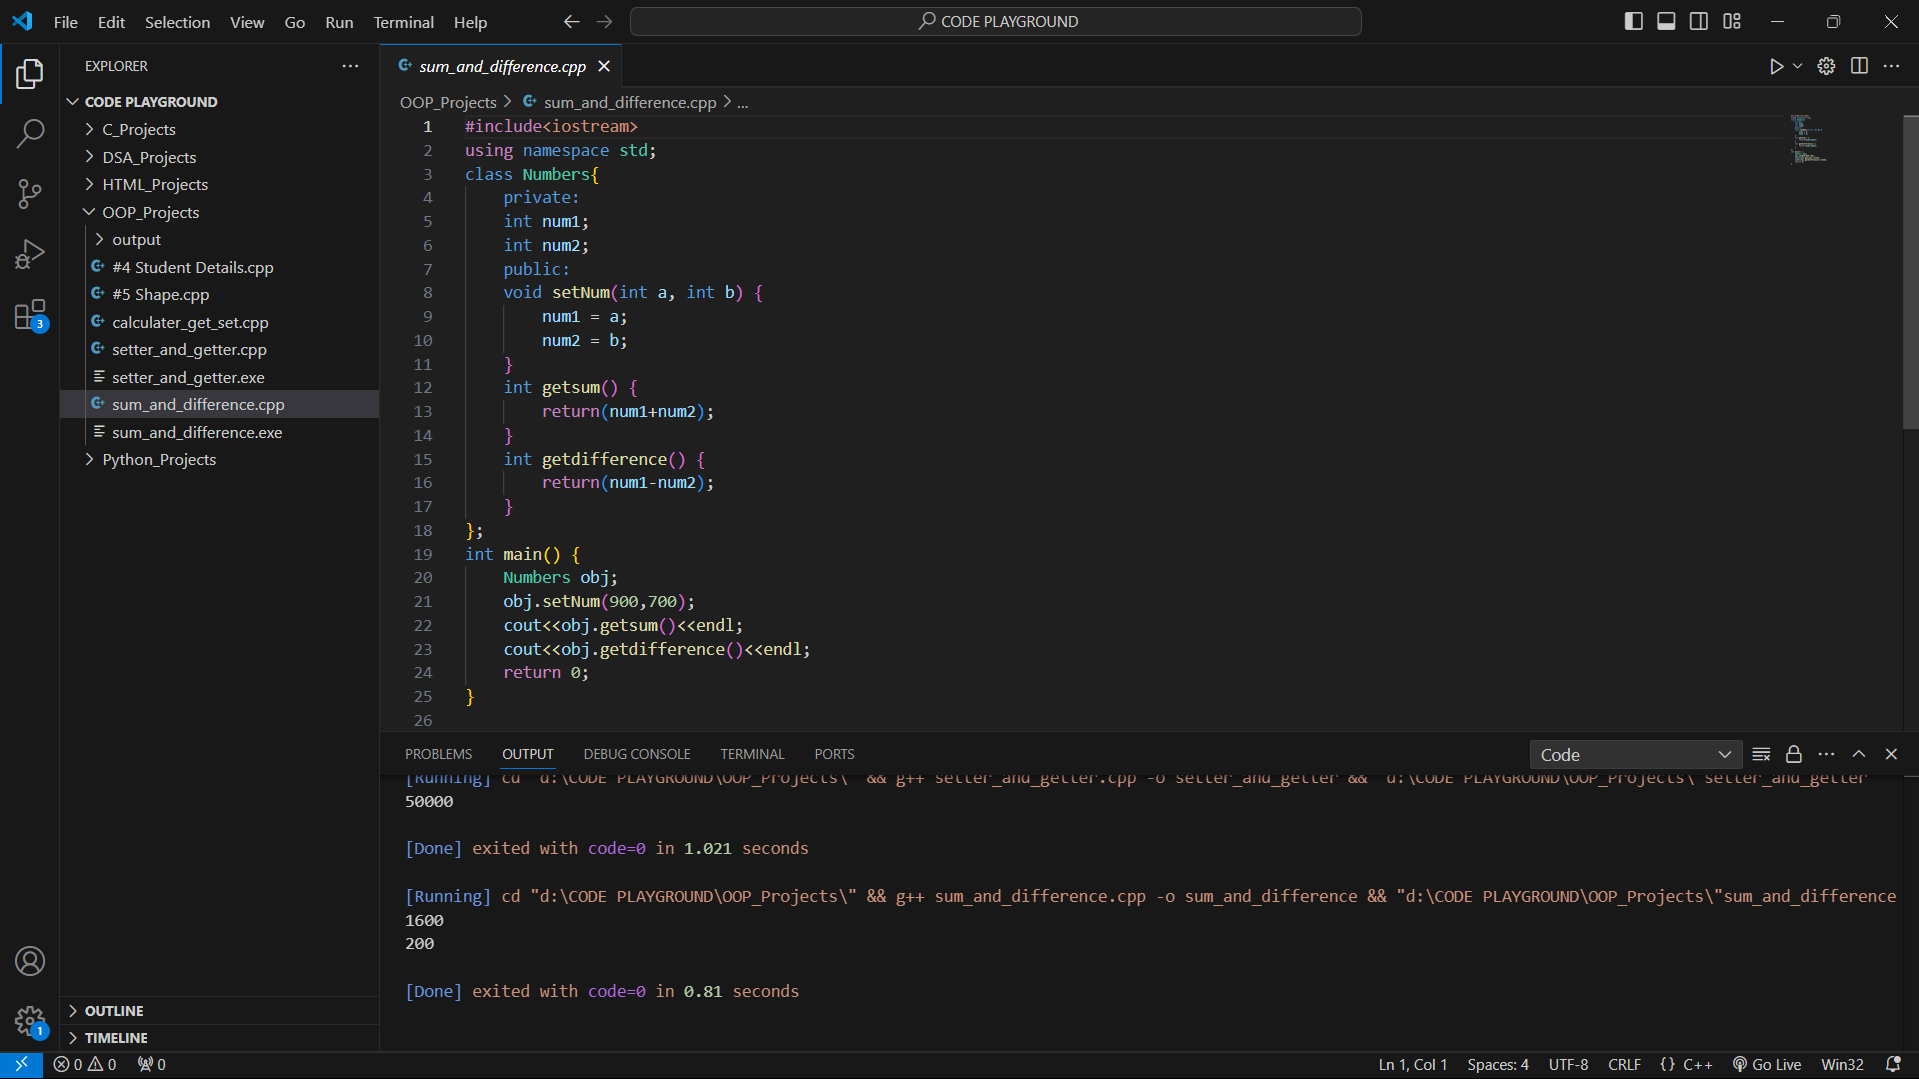 File Edit Selection View Go Run Terminal Help
CODE PLAYGROUND
EXPLORER
CODE PLAYGROUND
C_Projects
DSA_Projects
HTML_Projects
OOP_Projects
output
#4 Student Details.cpp
#5 Shape.cpp
calculater_get_set.cpp
setter_and_getter.cpp
setter_and_getter.exe
sum_and_difference.cpp
sum_and_difference.exe
Python_Projects
OUTLINE
TIMELINE
3
1
sum_and_difference.cpp
OOP_Projects > sum_and_difference.cpp > ...
1 #include<iostream>
2 using namespace std;
3 class Numbers{
4 private:
5 int num1;
6 int num2;
7 public:
8 void setNum(int a, int b) {
9 num1 = a;
10 num2 = b;
11 }
12 int getsum() {
13 return(num1+num2);
14 }
15 int getdifference() {
16 return(num1-num2);
17 }
18 };
19 int main() {
20 Numbers obj;
21 obj.setNum(900,700);
22 cout<<obj.getsum()<<endl;
23 cout<<obj.getdifference()<<endl;
24 return 0;
25 }
26
PROBLEMS OUTPUT DEBUG CONSOLE TERMINAL PORTS
Code
[Running] cd "d:\CODE PLAYGROUND\OOP_Projects\" && g++ setter_and_getter.cpp -o setter_and_getter && "d:\CODE PLAYGROUND\OOP_Projects\"setter_and_getter
50000
[Done] exited with code=0 in 1.021 seconds
[Running] cd "d:\CODE PLAYGROUND\OOP_Projects\" && g++ sum_and_difference.cpp -o sum_and_difference && "d:\CODE PLAYGROUND\OOP_Projects\"sum_and_difference
1600
200
[Done] exited with code=0 in 0.81 seconds
0 0 0
Ln 1, Col 1 Spaces: 4 UTF-8 CRLF {} C++ Go Live Win32